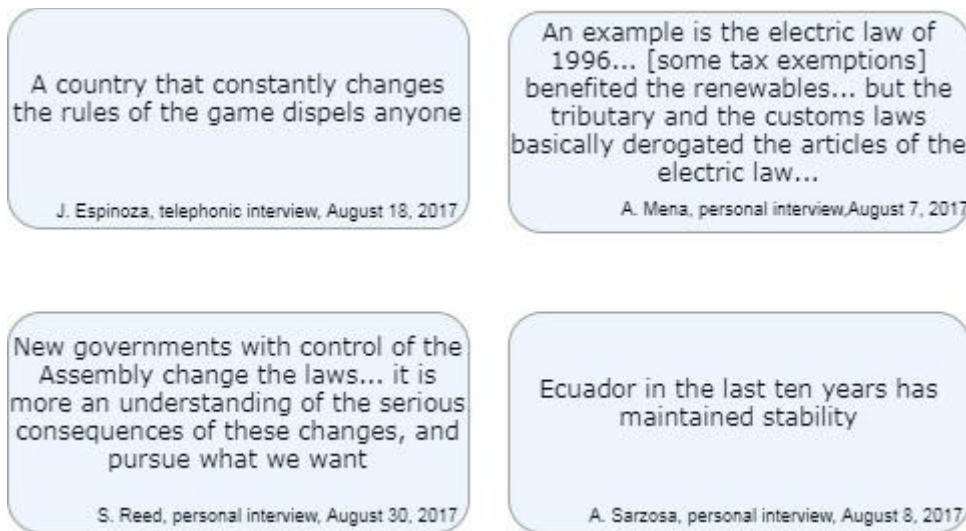 A country that constantly changes
the rules of the game dispels anyone
J. Espinoza, telephonic interview, August 18, 2017
An example is the electric law of
1996... [some tax exemptions]
benefited the renewables... but the
tributary and the customs laws
basically derogated the articles of the
electric law...
A. Mena, personal interview,August 7, 2017
New governments with control of the
Assembly change the laws... it is
more an understanding of the serious
consequences of these changes, and
pursue what we want
S. Reed, personal interview, August 30, 2017
Ecuador in the last ten years has
maintained stability
A. Sarzosa, personal interview, August 8, 2017